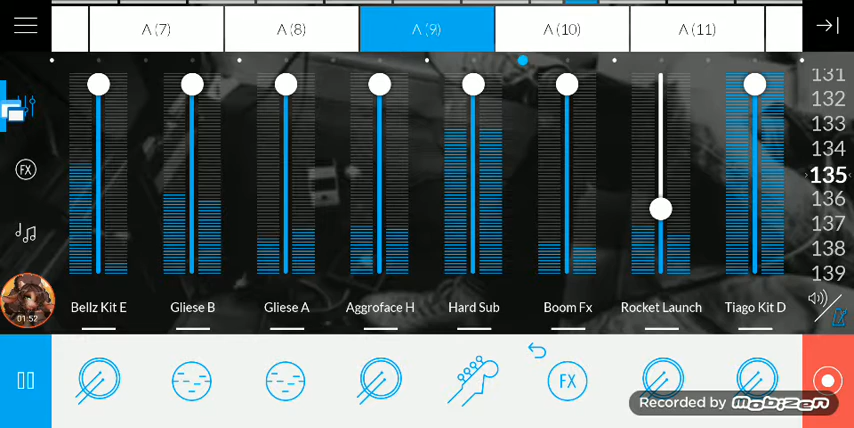 Λ (7)
Λ (8)
Λ (9)
Λ (10)
Λ (11)
131
132
133
134
135
136
137
138
139
FX
01:52
Bellz Kit E
Gliese B
Gliese A
Aggroface H
Hard Sub
Boom Fx
Rocket Launch
Tiago Kit D
FX
Recorded by mobizen